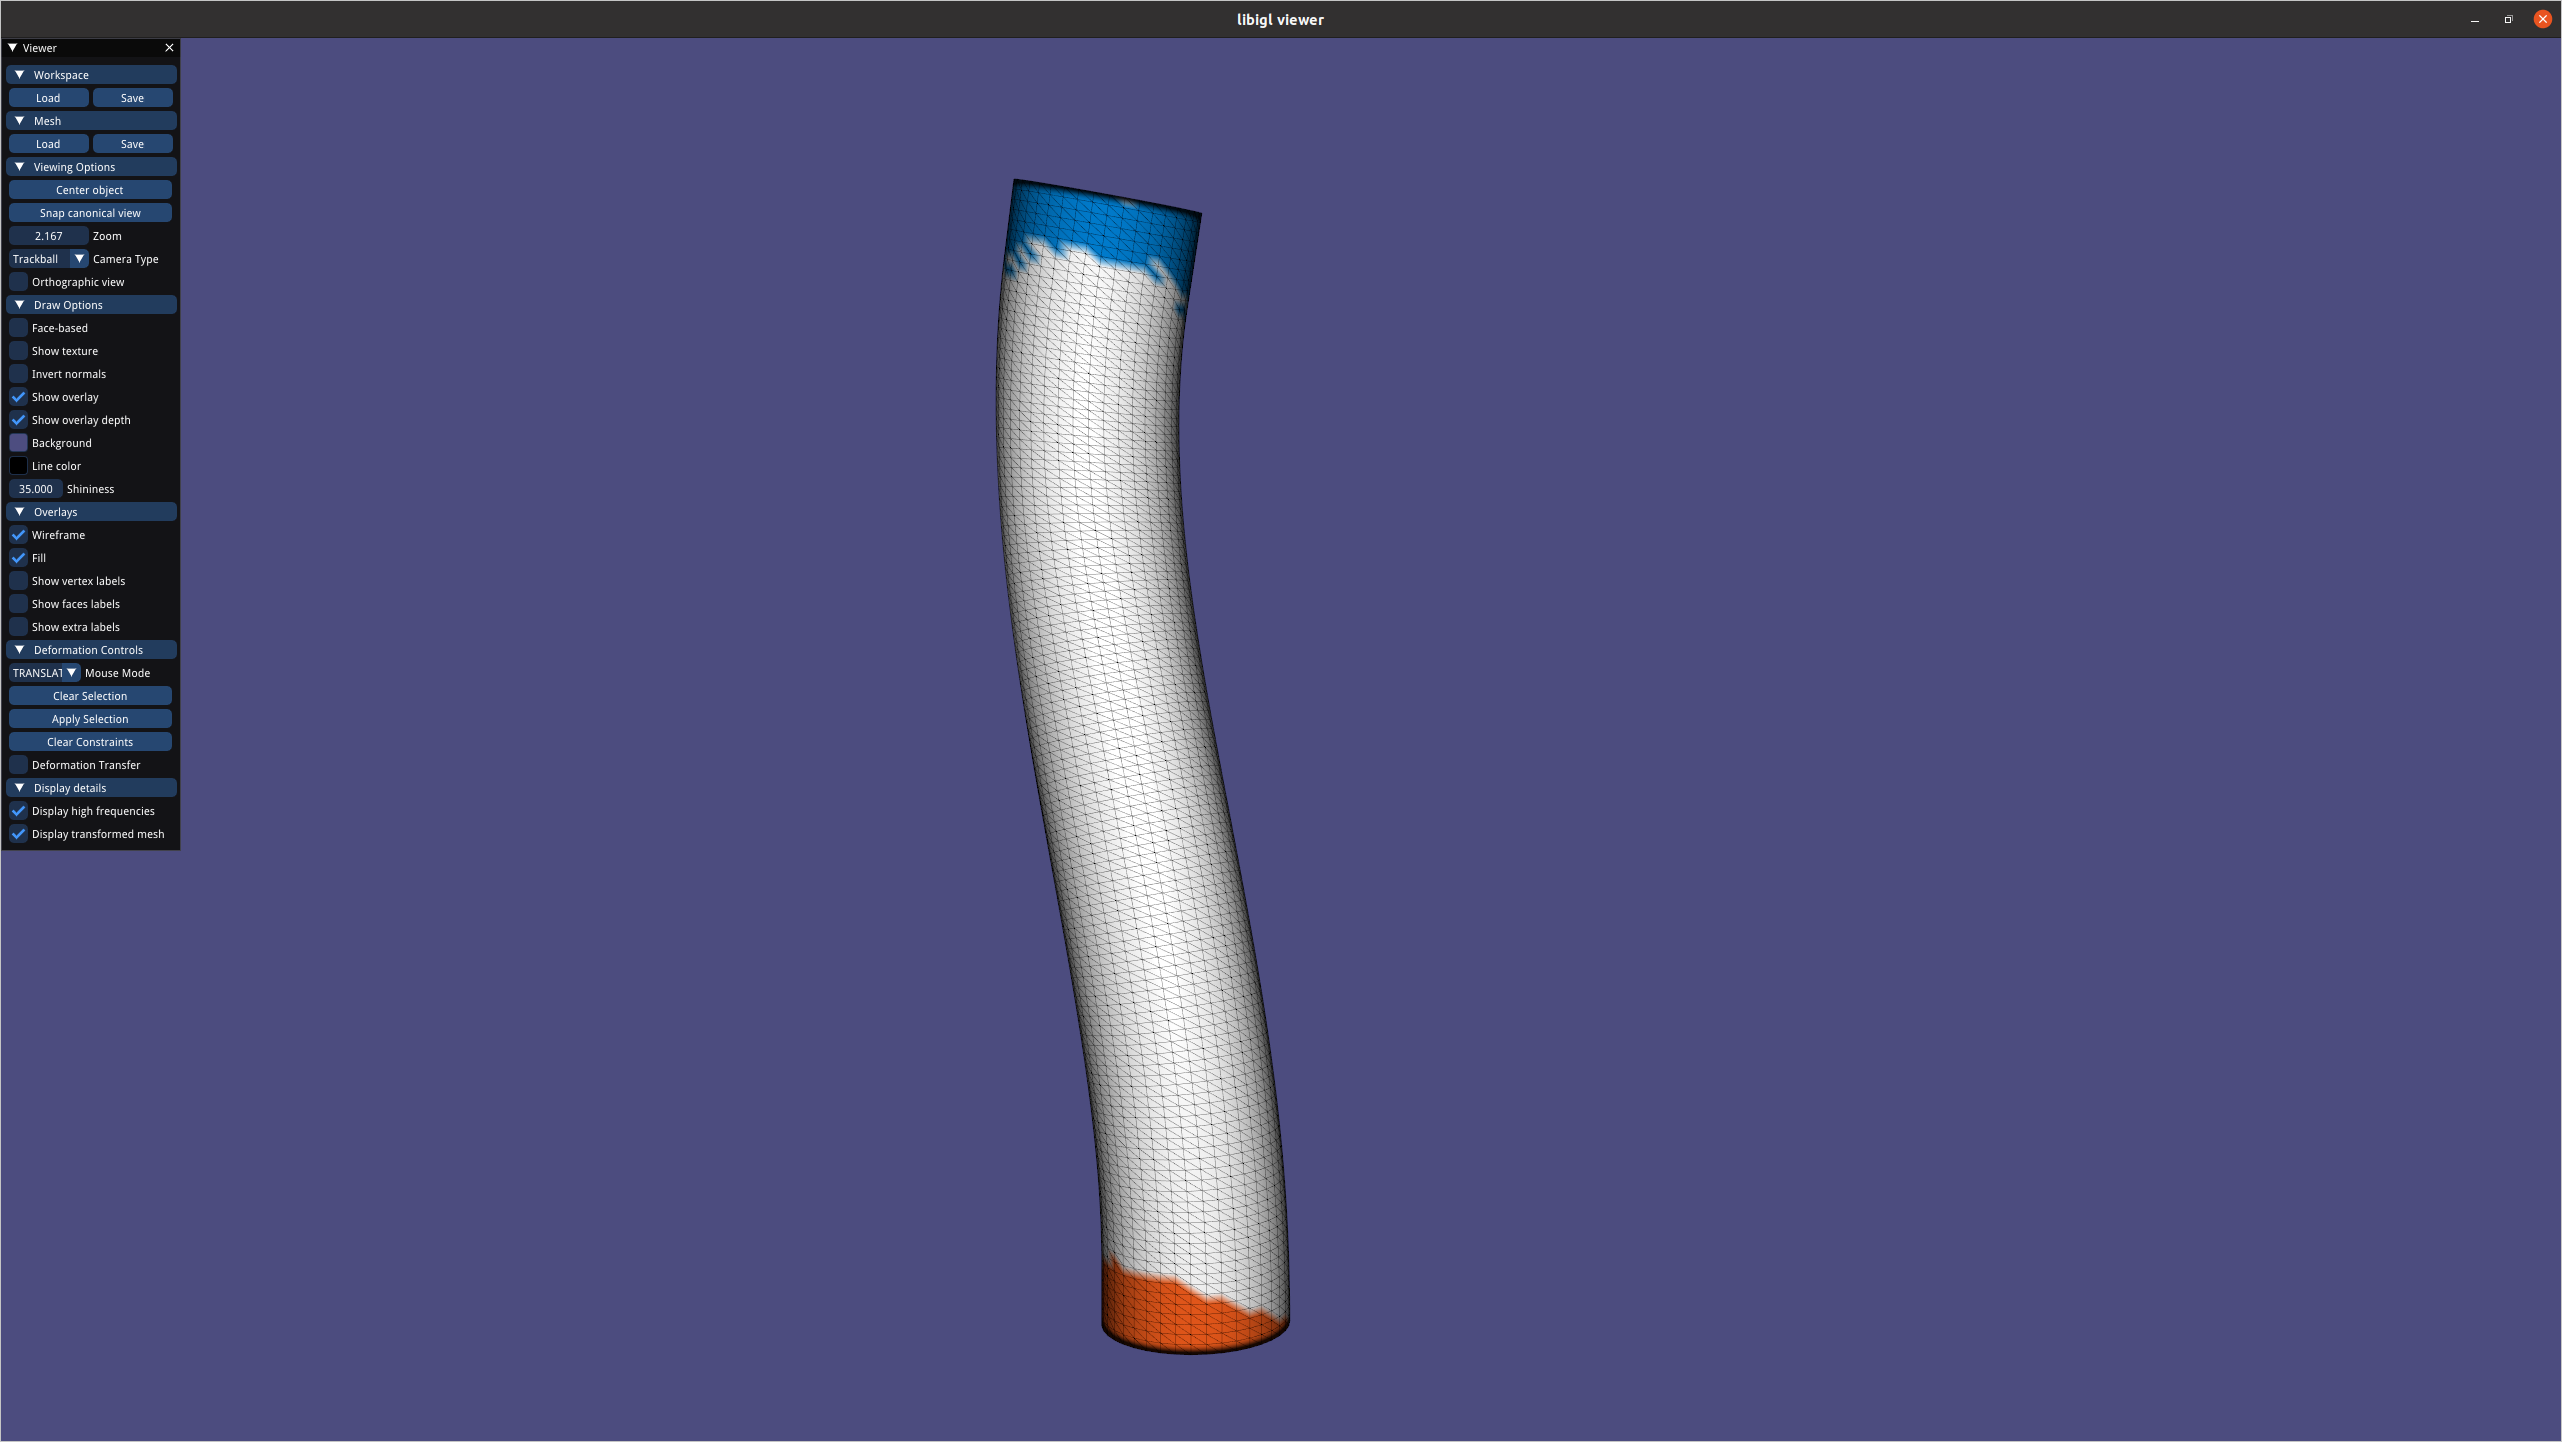 libigl viewer
Viewer
Workspace
Load Save
Mesh
Load Save
Viewing Options
Center object
Snap canonical view
2.167 Zoom
Trackball Camera Type
Orthographic view
Draw Options
Face-based
Show texture
Invert normals
Show overlay
Show overlay depth
Background
Line color
35.000 Shininess
Overlays
Wireframe
Fill
Show vertex labels
Show faces labels
Show extra labels
Deformation Controls
TRANSLAT Mouse Mode
Clear Selection
Apply Selection
Clear Constraints
Deformation Transfer
Display details
Display high frequencies
Display transformed mesh